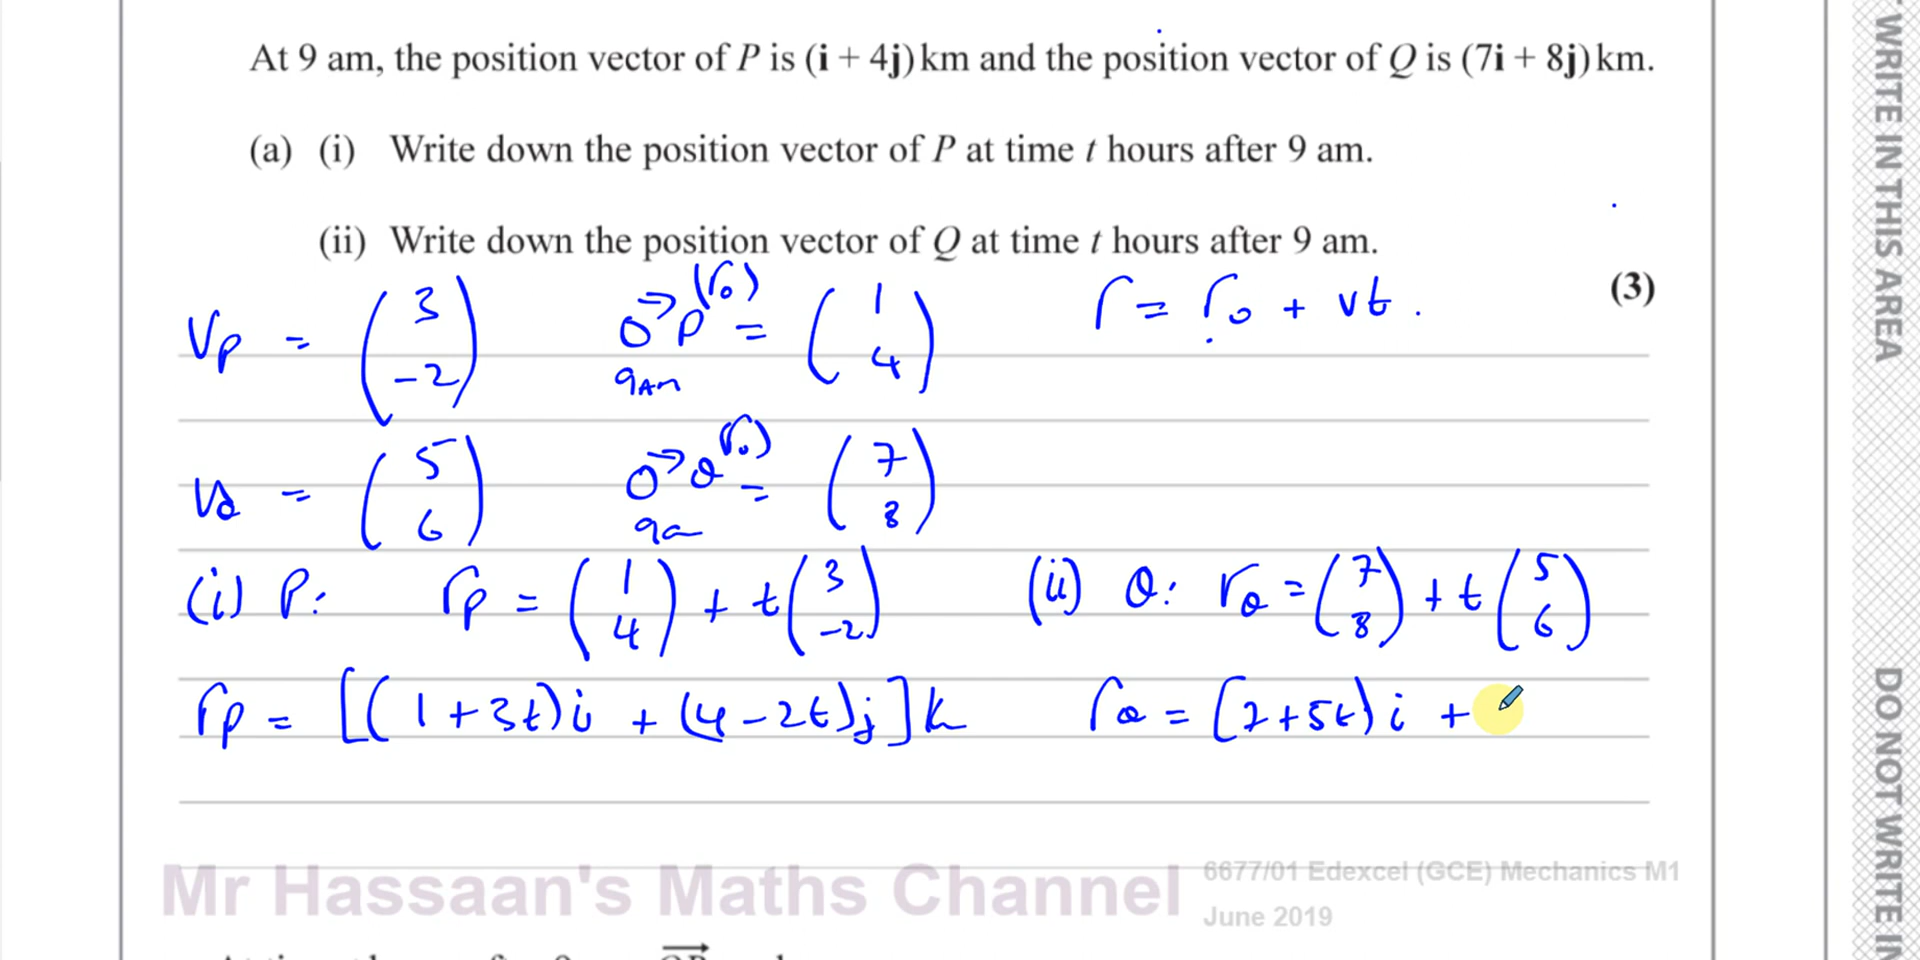 At 9 am, the position vector of P is (i + 4j) km and the position vector of Q is (7i + 8j) km.
(a) (i) Write down the position vector of P at time t hours after 9 am.
(ii) Write down the position vector of Q at time t hours after 9 am.
(3)
Vp = (3 -2) OP⃗ (r₀) = (1 4) r = r₀ + vt.
9AM
VQ = (5 6) OQ⃗ (r₀) = (7 8)
9a
(i) P: rp = (1 4) + t(3 -2) (ii) Q: rQ = (7 8) + t(5 6)
rp = [(1+3t)i + (4-2t)j]k rQ = [7+5t)i +
Mr Hassaan's Maths Channel
6677/01 Edexcel (GCE) Mechanics M1
June 2019
WRITE IN THIS AREA
DO NOT WRITE IN